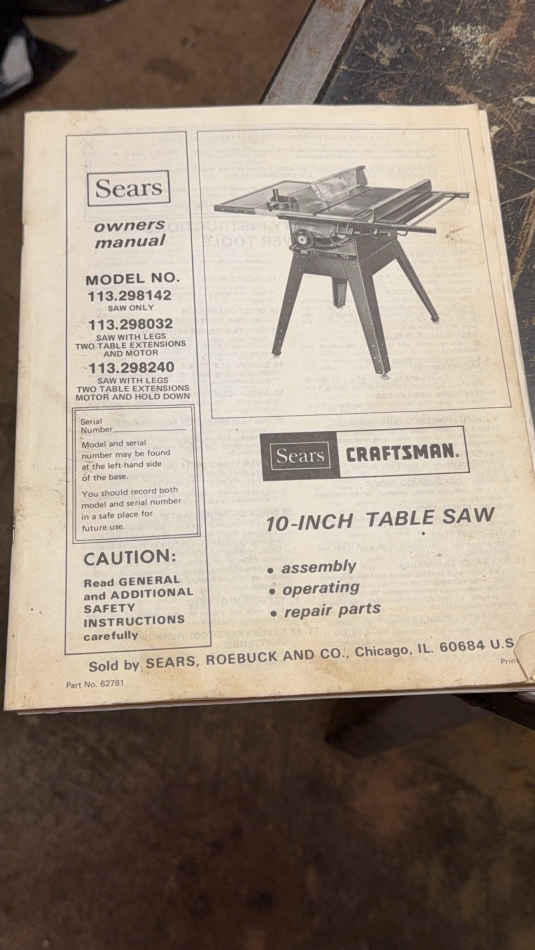 Sears
owners
manual
MODEL NO.
113.298142
SAW ONLY
113.298032
SAW WITH LEGS
TWO TABLE EXTENSIONS
AND MOTOR
113.298240
SAW WITH LEGS
TWO TABLE EXTENSIONS
MOTOR AND HOLD DOWN
Serial
Number
Model and serial
number may be found
at the left-hand side
of the base.
You should record both
model and serial number
in a safe place for
future use.
CAUTION:
Read GENERAL
and ADDITIONAL
SAFETY
INSTRUCTIONS
carefully
Sears CRAFTSMAN.
10-INCH TABLE SAW
• assembly
• operating
• repair parts
Sold by SEARS, ROEBUCK AND CO., Chicago, IL. 60684 U.S.
Part No. 62761